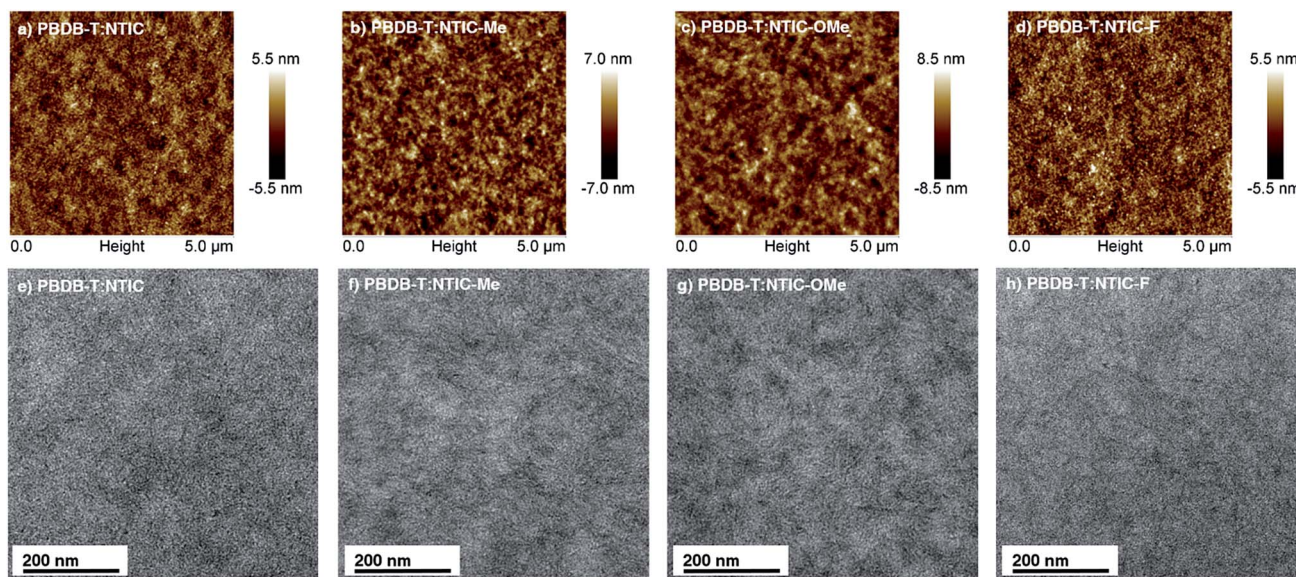 a) PBDB-T:NTIC
5.5 nm
-5.5 nm
0.0 Height 5.0 µm
b) PBDB-T:NTIC-Me
7.0 nm
-7.0 nm
0.0 Height 5.0 µm
c) PBDB-T:NTIC-OMe
8.5 nm
-8.5 nm
0.0 Height 5.0 µm
d) PBDB-T:NTIC-F
5.5 nm
-5.5 nm
0.0 Height 5.0 µm
e) PBDB-T:NTIC
200 nm
f) PBDB-T:NTIC-Me
200 nm
g) PBDB-T:NTIC-OMe
200 nm
h) PBDB-T:NTIC-F
200 nm